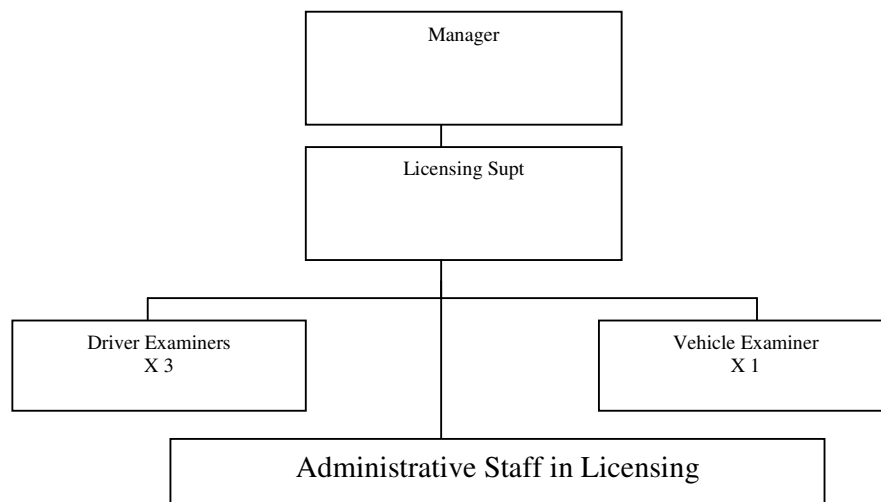 Manager
Licensing Supt
Driver Examiners
X 3
Vehicle Examiner
X 1
Administrative Staff in Licensing